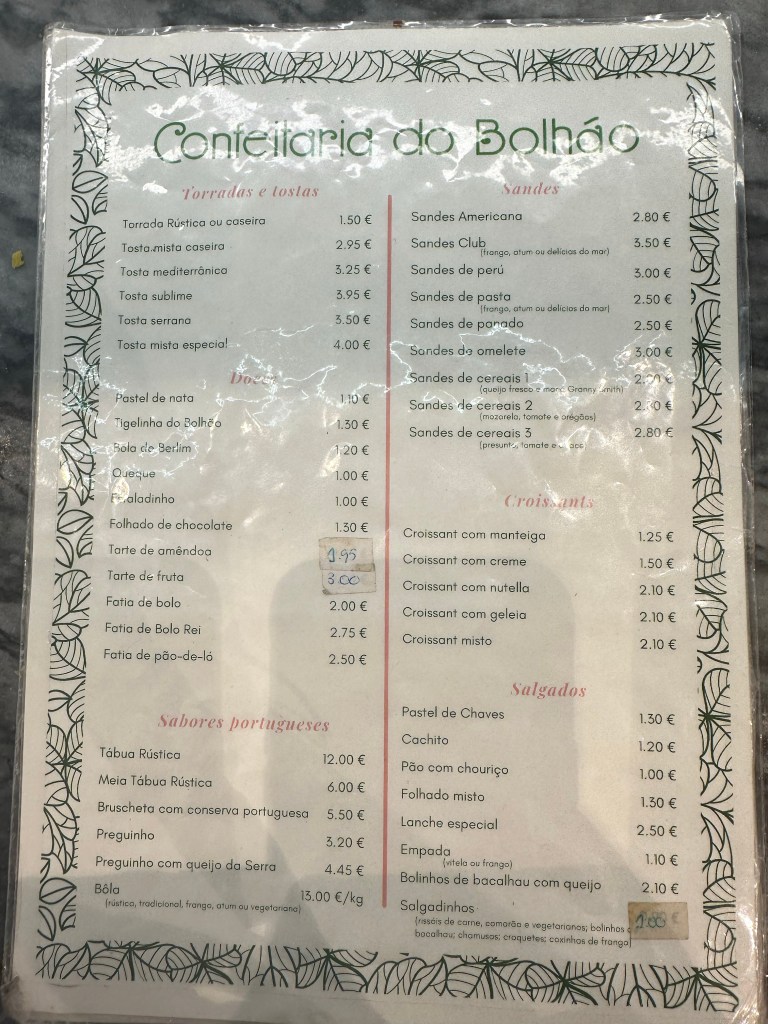 Confeitaria do Bolhão
Torradas e tostas
Torrada Rústica ou caseira 1.50 €
Tosta mista caseira 2.95 €
Tosta mediterrânica 3.25 €
Tosta sublime 3.95 €
Tosta serrana 3.50 €
Tosta mista especial 4.00 €
Doces
Pastel de nata 1.10 €
Tigelinha do Bolhão 1.30 €
Bola de Berlim 1.20 €
Queque 1.00 €
1.00 €
Folhado de chocolate 1.30 €
Tarte de amêndoa 1.95
Tarte de fruta 3.00
Fatia de bolo 2.00 €
Fatia de Bolo Rei 2.75 €
Fatia de pão-de-ló 2.50 €
Sabores portugueses
Tábua Rústica 12.00 €
Meia Tábua Rústica 6.00 €
Bruscheta com conserva portuguesa 5.50 €
Preguinho 3.20 €
Preguinho com queijo da Serra 4.45 €
Bôla 13.00 €/kg
(rústica, tradicional, frango, atum ou vegetariana)
Sandes
Sandes Americana 2.80 €
Sandes Club 3.50 €
(frango, atum ou delícias do mar)
Sandes de perú 3.00 €
Sandes de pasta 2.50 €
(frango, atum ou delícias do mar)
Sandes de panado 2.50 €
Sandes de omelete 3.00 €
Sandes de cereais 1 €
(queijo fresco e maçã Granny Smith)
Sandes de cereais 2 €
(mozarela, tomate e orégãos)
Sandes de cereais 3 2.80 €
(presunto, tomate e
Croissants
Croissant com manteiga 1.25 €
Croissant com creme 1.50 €
Croissant com nutella 2.10 €
Croissant com geleia 2.10 €
Croissant misto 2.10 €
Salgados
Pastel de Chaves 1.30 €
Cachito 1.20 €
Pão com chouriço 1.00 €
Folhado misto 1.30 €
Lanche especial 2.50 €
Empada 1.10 €
(vitela ou frango)
Bolinhos de bacalhau com queijo 2.10 €
Salgadinhos €
(rissóis de carne, camarão e vegetarianos; bolinhos
bacalhau; chamusas; croquetes; coxinhas de frango)